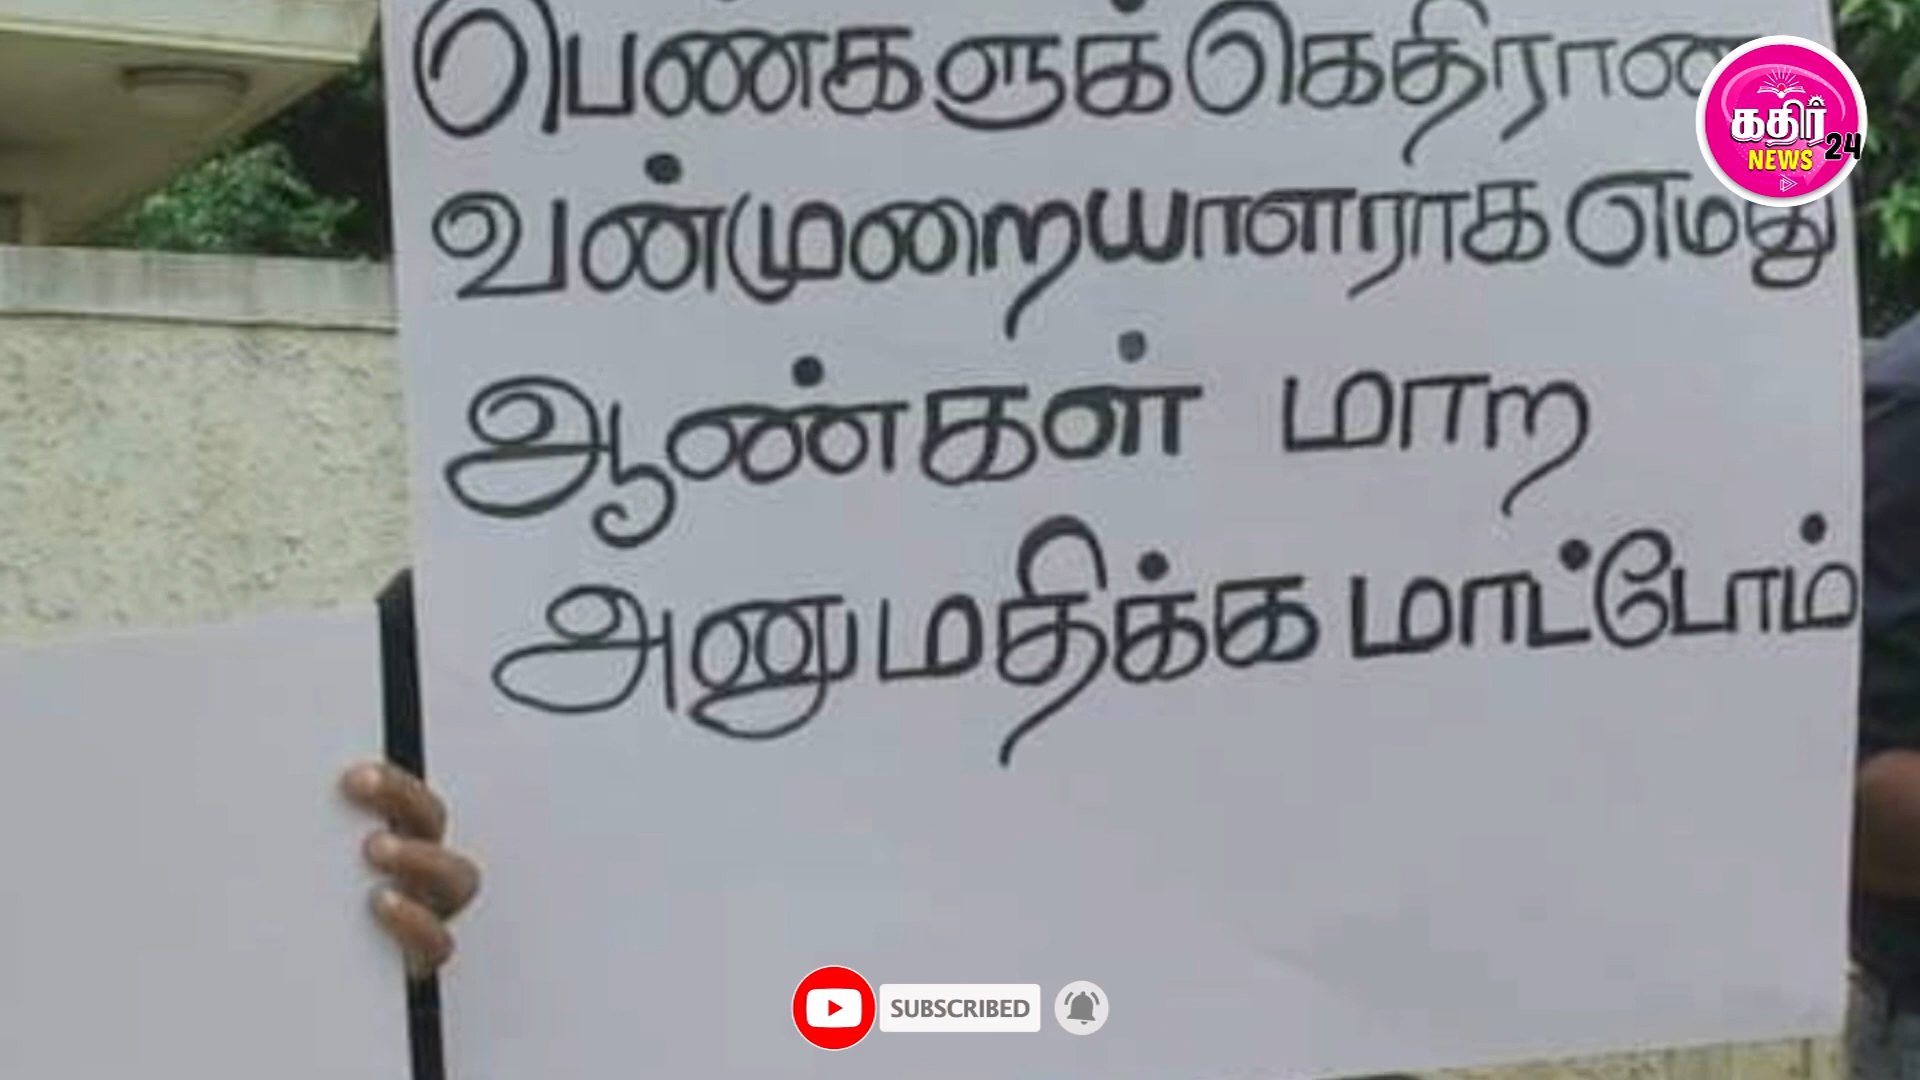 பெண்களுக்கெதிரான
வன்முறையாளராக எமது
ஆண்கள் மாற
அனுமதிக்க மாட்டோம்
கதிர்
NEWS 24
SUBSCRIBED